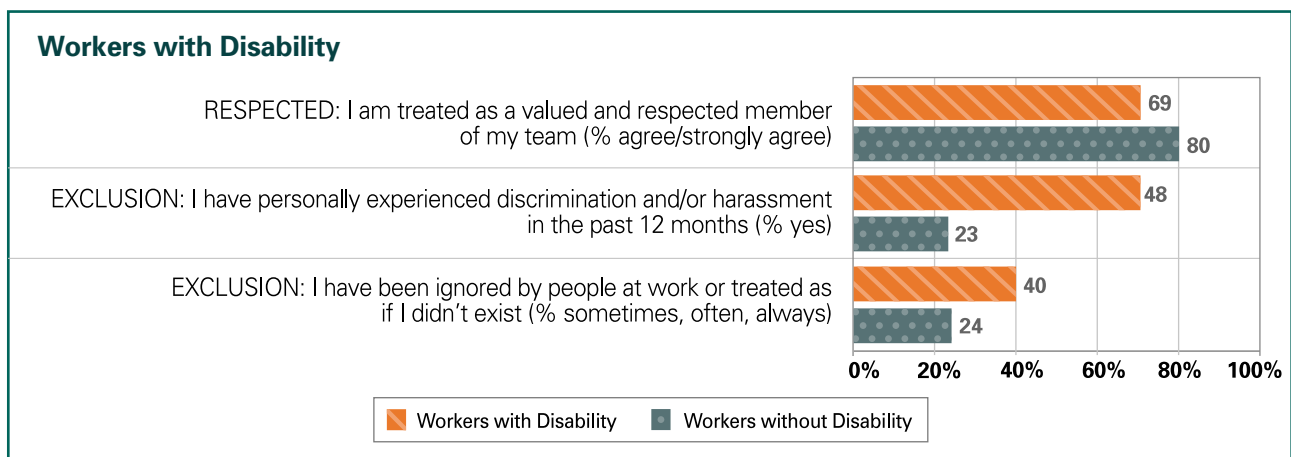 Workers with Disability
RESPECTED: I am treated as a valued and respected member
of my team (% agree/strongly agree)
69
80
EXCLUSION: I have personally experienced discrimination and/or harassment
in the past 12 months (% yes)
48
23
EXCLUSION: I have been ignored by people at work or treated as
if I didn’t exist (% sometimes, often, always)
40
24
0% 20% 40% 60% 80% 100%
Workers with Disability Workers without Disability